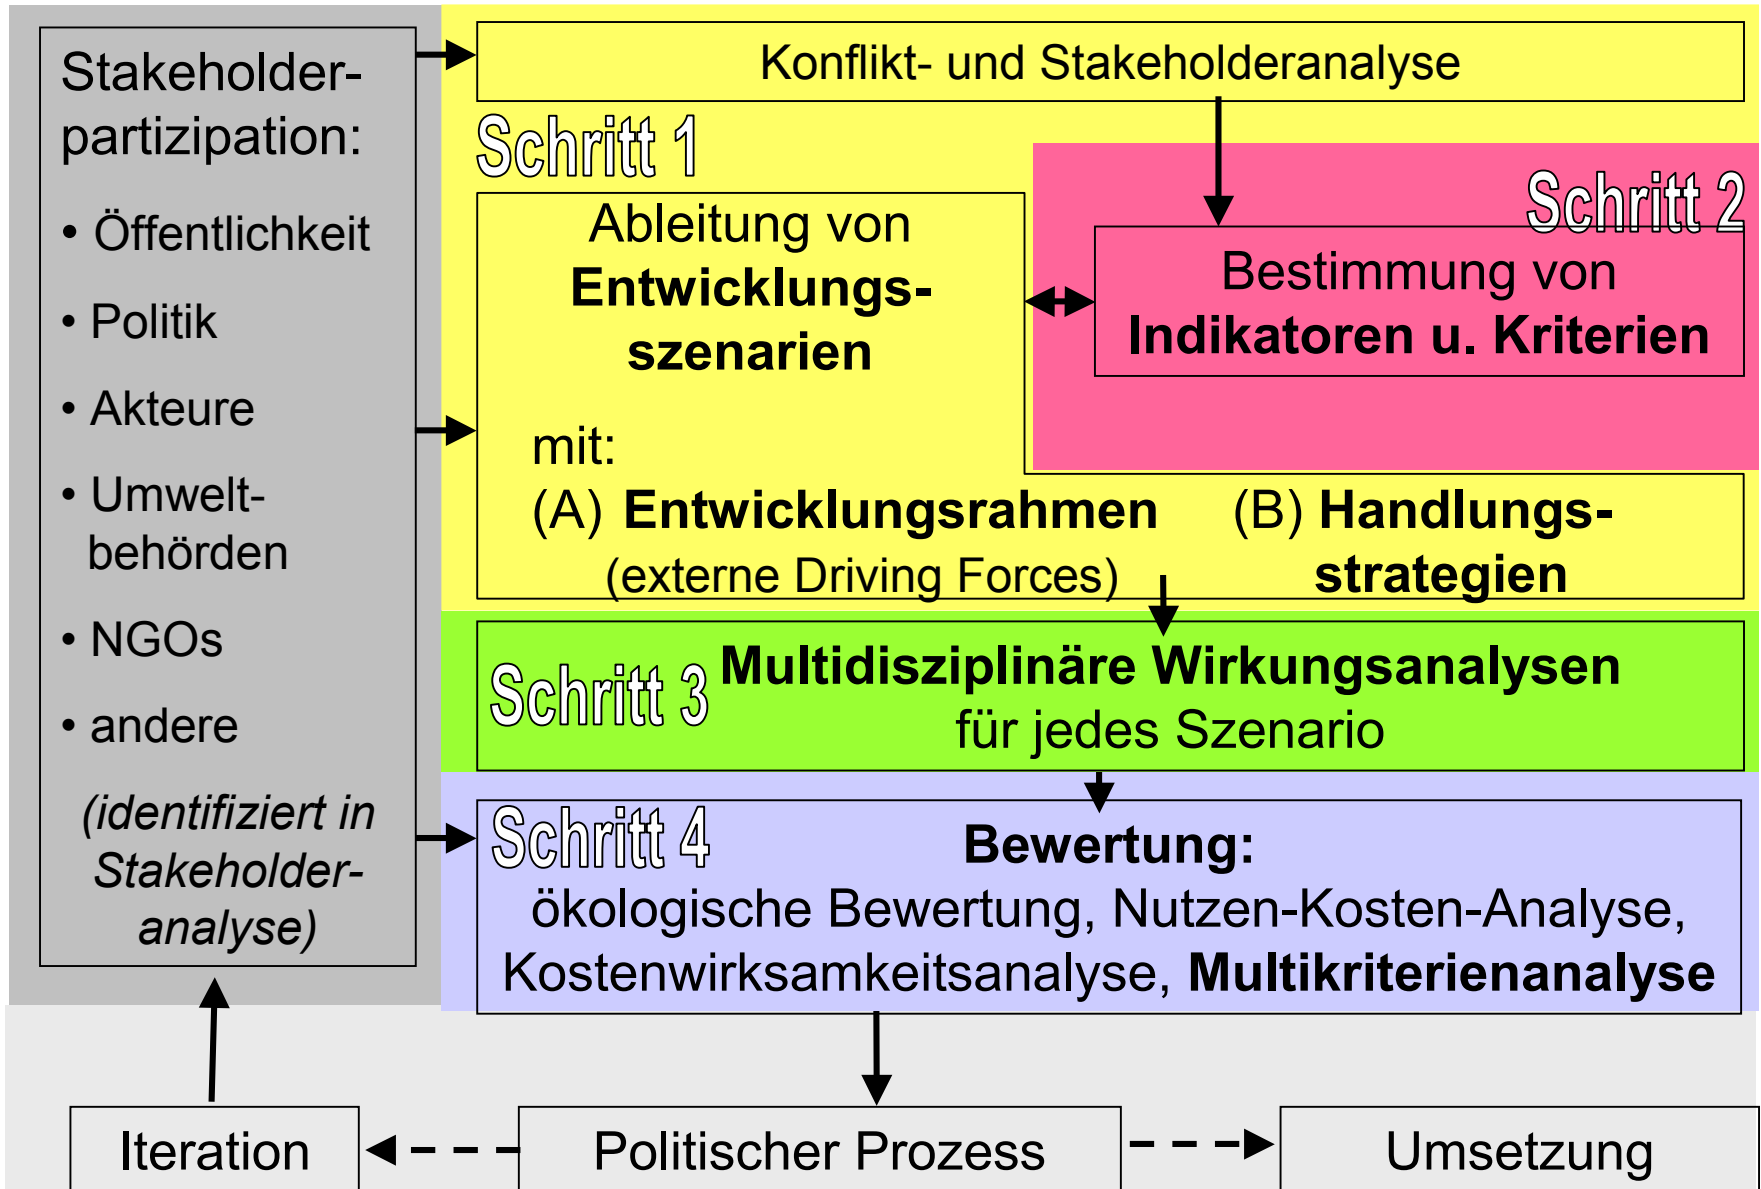 Stakeholder-
partizipation:
• Öffentlichkeit
• Politik
• Akteure
• Umwelt-
behörden
• NGOs
• andere
(identifiziert in
Stakeholder-
analyse)
Konflikt- und Stakeholderanalyse
Schritt 1
Ableitung von
Entwicklungs-
szenarien
mit:
(A) Entwicklungsrahmen
(externe Driving Forces)
(B) Handlungs-
strategien
Schritt 2
Bestimmung von
Indikatoren u. Kriterien
Schritt 3
Multidisziplinäre Wirkungsanalysen
für jedes Szenario
Schritt 4
Bewertung:
ökologische Bewertung, Nutzen-Kosten-Analyse,
Kostenwirksamkeitsanalyse, Multikriterienanalyse
Iteration
Politischer Prozess
Umsetzung